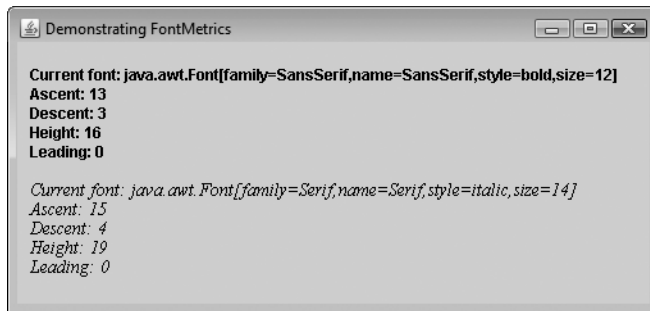 Demonstrating FontMetrics
Current font: java.awt.Font[family=SansSerif,name=SansSerif,style=bold,size=12]
Ascent: 13
Descent: 3
Height: 16
Leading: 0
Current font: java.awt.Font[family=Serif,name=Serif,style=italic,size=14]
Ascent: 15
Descent: 4
Height: 19
Leading: 0